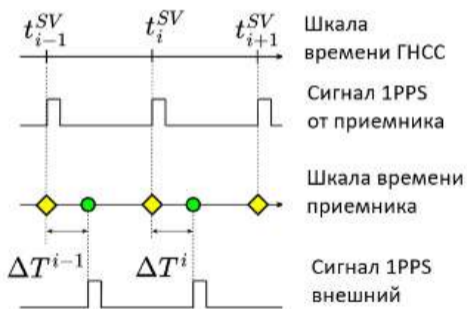 t_{i-1}^{SV} t_i^{SV} t_{i+1}^{SV}
Шкала
времени ГНСС
Сигнал 1PPS
от приемника
Шкала времени
приемника
ΔT^{i-1} ΔT^i
Сигнал 1PPS
внешний